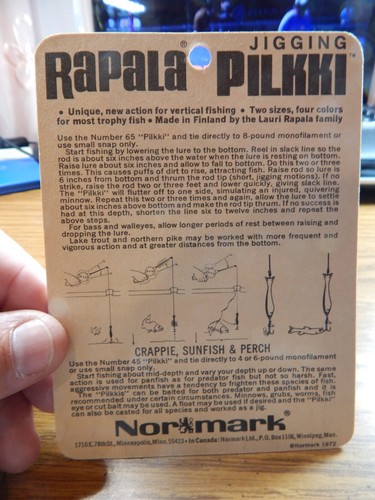 JIGGING
RAPALA® PILKKI™
• Unique, new action for vertical fishing • Two sizes, four colors
for most trophy fish • Made in Finland by the Lauri Rapala family
Use the Number 65 "Pilkki" and tie directly to 8-pound monofilament
or use small snap only.
Start fishing by lowering the lure to the bottom. Reel in slack line so the
rod is about six inches above the water when the lure is resting on bottom.
Raise lure about six inches and allow to fall to bottom. Do this two or three
times. This causes puffs of dirt to rise, attracting fish. Raise rod so lure is
6 inches from bottom and thrust the rod tip (short, jigging motions). If no
strike, raise the rod two or three feet and lower quickly, giving slack line.
The "Pilkki" will flutter off to one side, simulating an injured, quivering
minnow. Repeat this two or three times and again, allow the lure to settle
about six inches above bottom and make the rod tip thrum. If no success is
had at this depth, shorten the line six to twelve inches and repeat the
above steps.
For bass and walleyes, allow longer periods of rest between raising and
dropping the lure.
Lake trout and northern pike may be worked with more frequent and
vigorous action and at greater distances from the bottom.
CRAPPIE, SUNFISH & PERCH
Use the Number 45 "Pilkki" and tie directly to 4 or 6-pound monofilament
or use small snap only.
Start fishing about mid-depth and vary your depth up or down. The same
action is used for panfish as for predator fish but not so harsh. Fast,
aggressive movements have a tendency to frighten these species of fish.
The "Pilkkis" can be baited for both predator and panfish and it is
recommended under certain circumstances. Minnows, grubs, worms, fish
eye or cut bait may be used. A float may be used if desired and the "Pilkki"
can also be casted for all species and worked as a jig.
Normark®
1710 E. 78th St., Minneapolis, Minn. 55423 • In Canada: Normark Ltd., P.O. Box 1106, Winnipeg, Man.
©Normark 1972